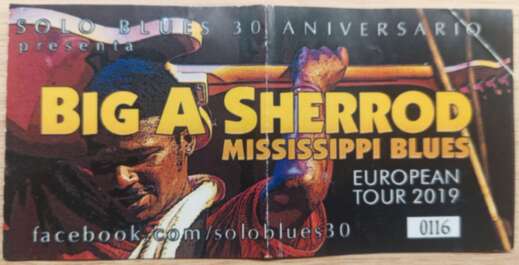 SOLO BLUES 30 ANIVERSARIO
presenta
BIG A SHERROD
MISSISSIPPI BLUES
EUROPEAN
TOUR 2019
facebook.com/soloblues30
0116